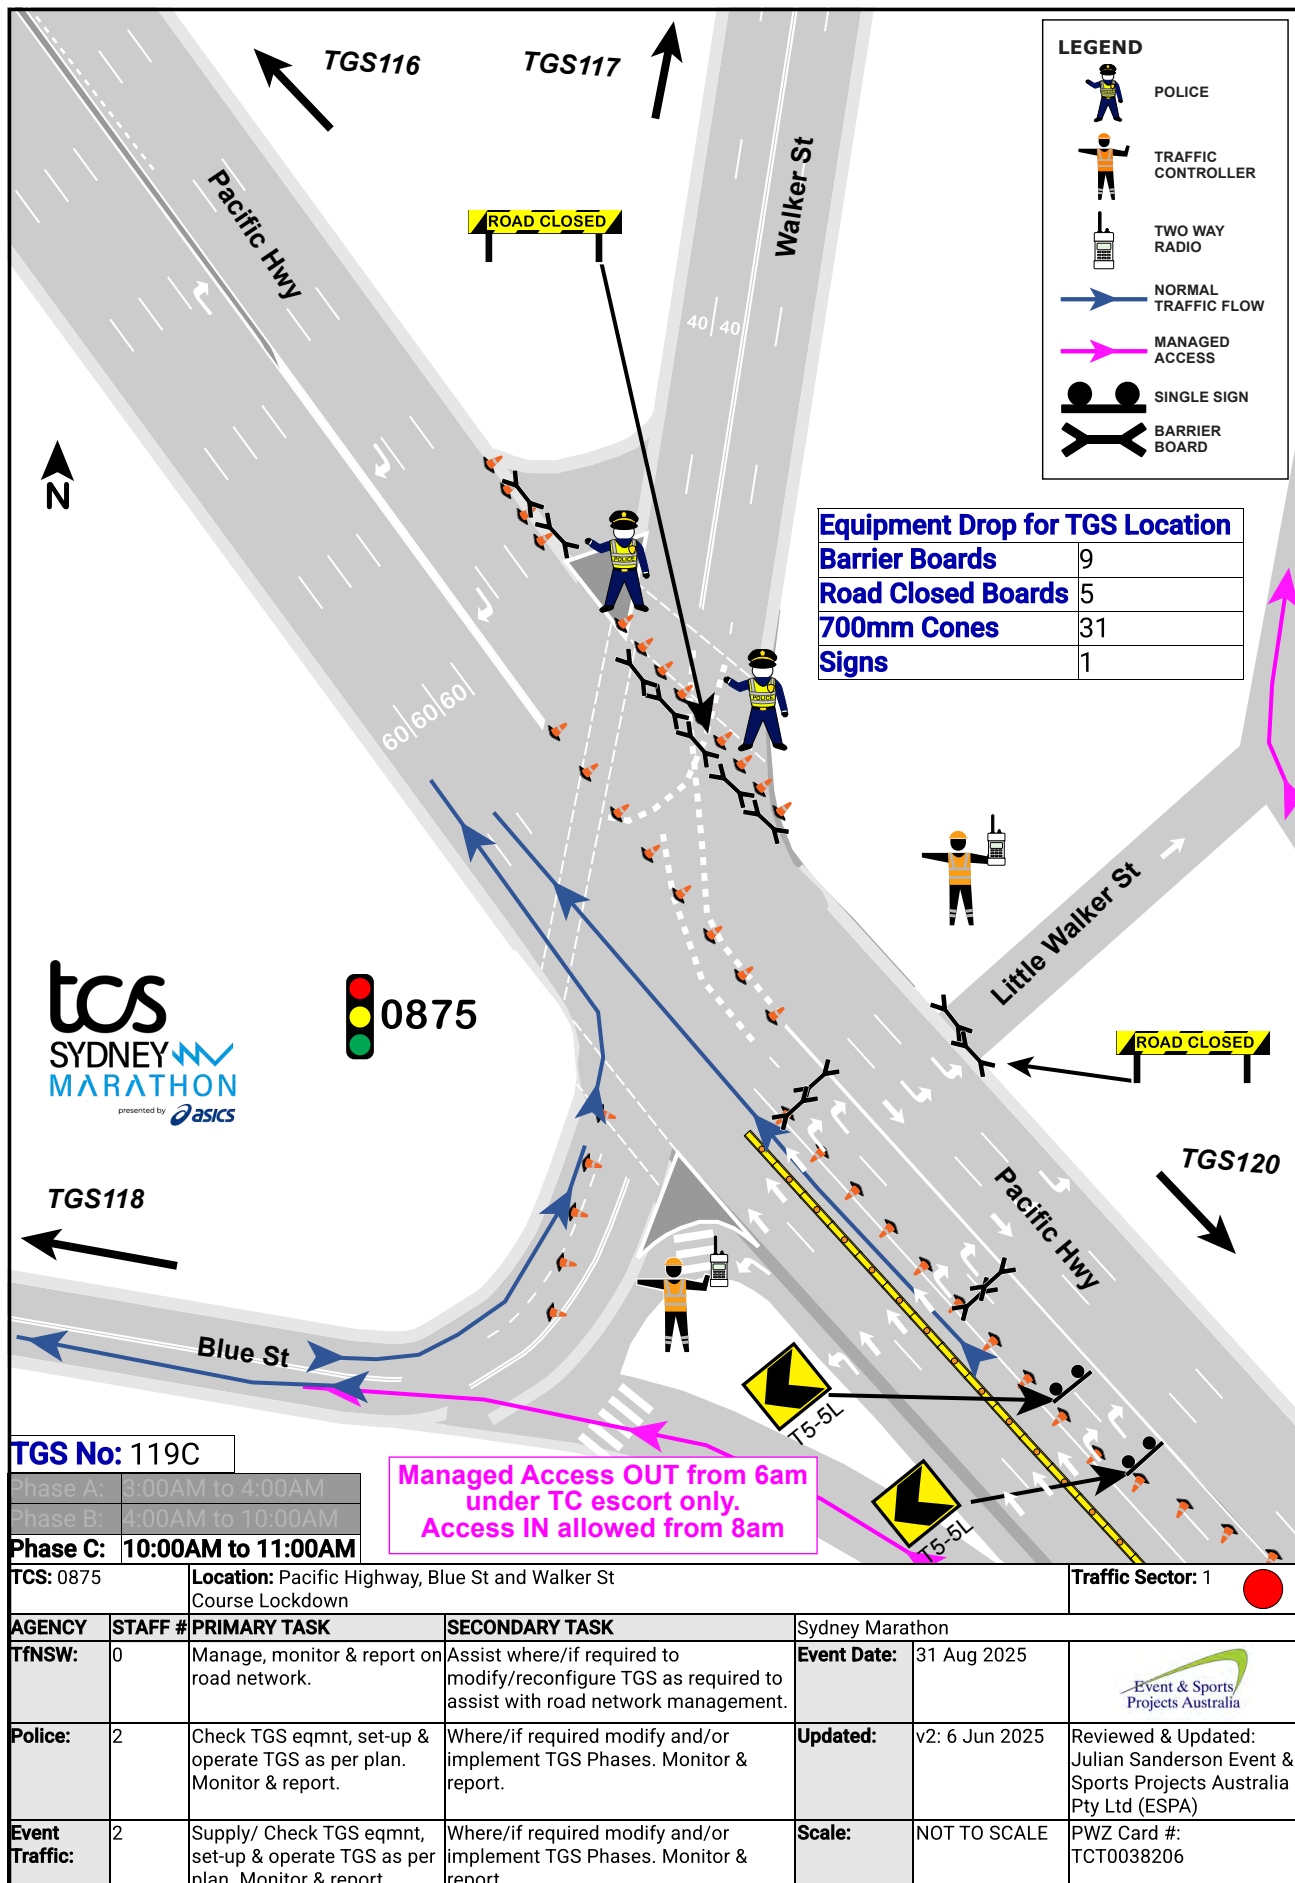 TGS116
TGS117
Pacific Hwy
Walker St
ROAD CLOSED
40 40
LEGEND
POLICE
TRAFFIC
CONTROLLER
TWO WAY
RADIO
NORMAL
TRAFFIC FLOW
MANAGED
ACCESS
SINGLE SIGN
BARRIER
BOARD
N
POLICE
Equipment Drop for TGS Location
Barrier Boards 9
Road Closed Boards 5
700mm Cones 31
Signs 1
POLICE
60 60 60
Little Walker St
tcs
SYDNEY
MARATHON
presented by asics
0875
ROAD CLOSED
TGS118
TGS120
Pacific Hwy
Blue St
T5-5L
T5-5L
TGS No: 119C
Phase A: 3:00AM to 4:00AM
Phase B: 4:00AM to 10:00AM
Phase C: 10:00AM to 11:00AM
Managed Access OUT from 6am
under TC escort only.
Access IN allowed from 8am
TCS: 0875
Location: Pacific Highway, Blue St and Walker St
Course Lockdown
Traffic Sector: 1
AGENCY STAFF # PRIMARY TASK SECONDARY TASK
Sydney Marathon
TfNSW: 0
Manage, monitor & report on
road network.
Assist where/if required to
modify/reconfigure TGS as required to
assist with road network management.
Event Date: 31 Aug 2025
Event & Sports
Projects Australia
Police: 2
Check TGS eqmnt, set-up &
operate TGS as per plan.
Monitor & report.
Where/if required modify and/or
implement TGS Phases. Monitor &
report.
Updated: v2: 6 Jun 2025
Reviewed & Updated:
Julian Sanderson Event &
Sports Projects Australia
Pty Ltd (ESPA)
Event
Traffic:
2
Supply/ Check TGS eqmnt,
set-up & operate TGS as per
plan. Monitor & report
Where/if required modify and/or
implement TGS Phases. Monitor &
report
Scale: NOT TO SCALE
PWZ Card #:
TCT0038206